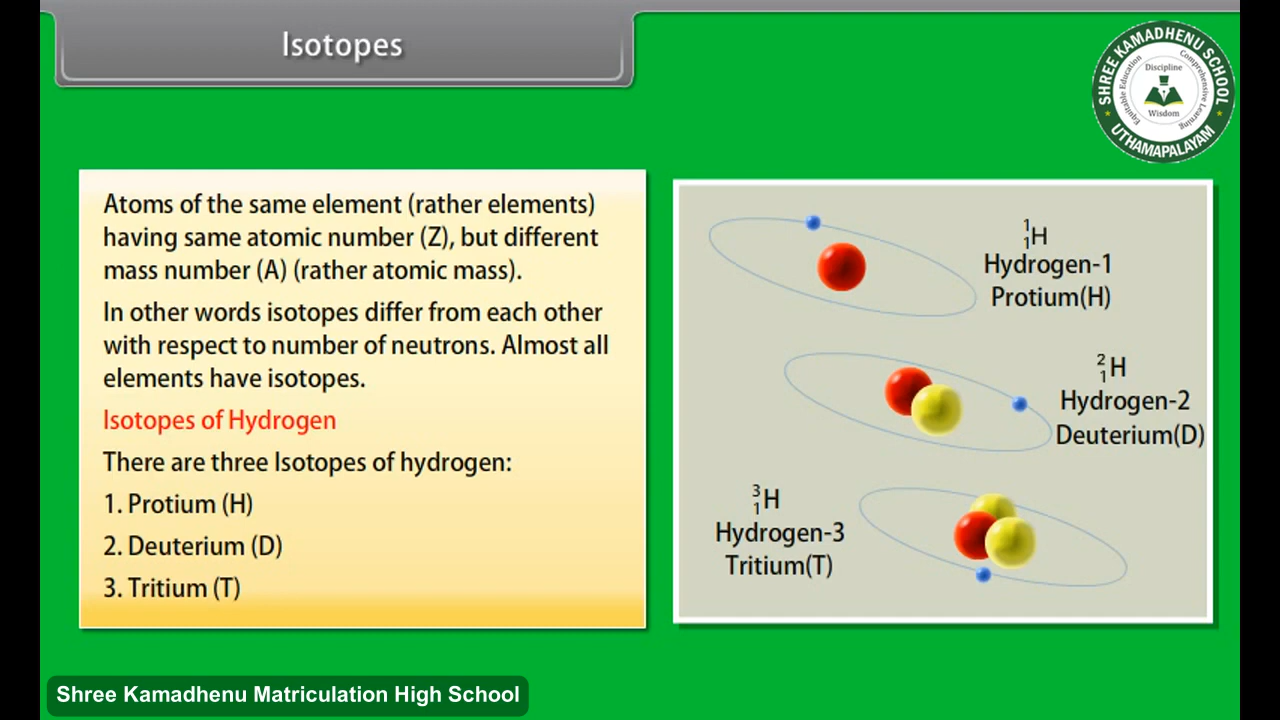 Isotopes
SHREE KAMADHENU SCHOOL
Equitable Education
Discipline
Comprehensive Learning
Wisdom
UTHAMAPALAYAM
Atoms of the same element (rather elements)
having same atomic number (Z), but different
mass number (A) (rather atomic mass).
In other words isotopes differ from each other
with respect to number of neutrons. Almost all
elements have isotopes.
Isotopes of Hydrogen
There are three Isotopes of hydrogen:
1. Protium (H)
2. Deuterium (D)
3. Tritium (T)
¹₁H
Hydrogen-1
Protium(H)
²₁H
Hydrogen-2
Deuterium(D)
³₁H
Hydrogen-3
Tritium(T)
Shree Kamadhenu Matriculation High School